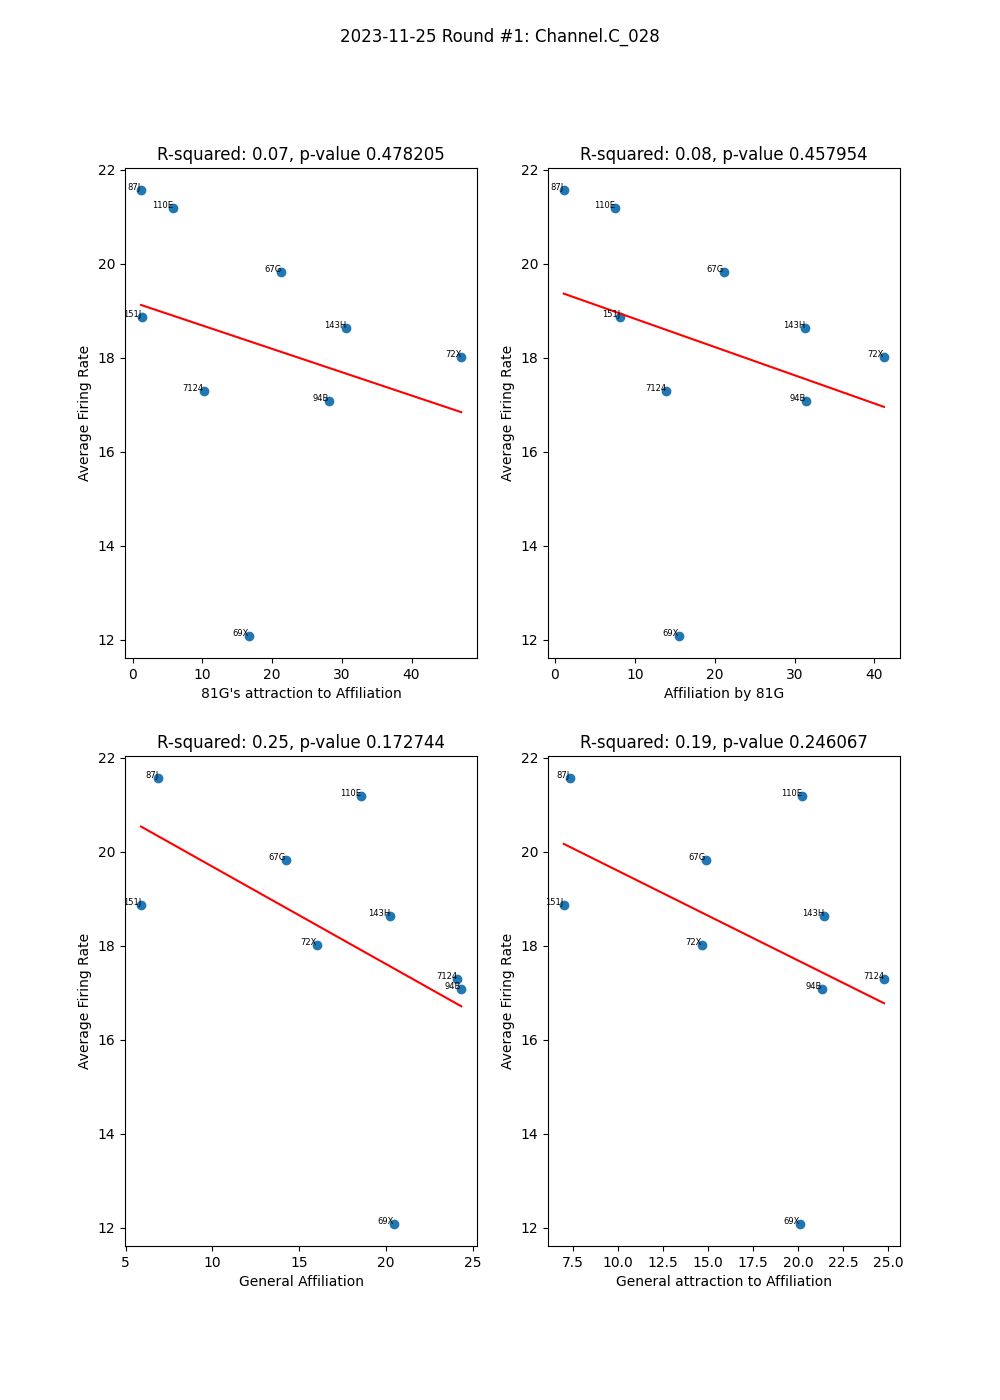 2023-11-25 Round #1: Channel.C_028
R-squared: 0.07, p-value 0.478205
22
20
18
16
14
12
Average Firing Rate
87J
110E
67G
151J
143H
72X
7124
94B
69X
0 10 20 30 40
81G's attraction to Affiliation
R-squared: 0.08, p-value 0.457954
22
20
18
16
14
12
Average Firing Rate
87J
110E
67G
151J
143H
72X
7124
94B
69X
0 10 20 30 40
Affiliation by 81G
R-squared: 0.25, p-value 0.172744
22
20
18
16
14
12
Average Firing Rate
87J
110E
67G
151J
143H
72X
7124
94B
69X
5 10 15 20 25
General Affiliation
R-squared: 0.19, p-value 0.246067
22
20
18
16
14
12
Average Firing Rate
87J
110E
67G
151J
143H
72X
7124
94B
69X
7.5 10.0 12.5 15.0 17.5 20.0 22.5 25.0
General attraction to Affiliation